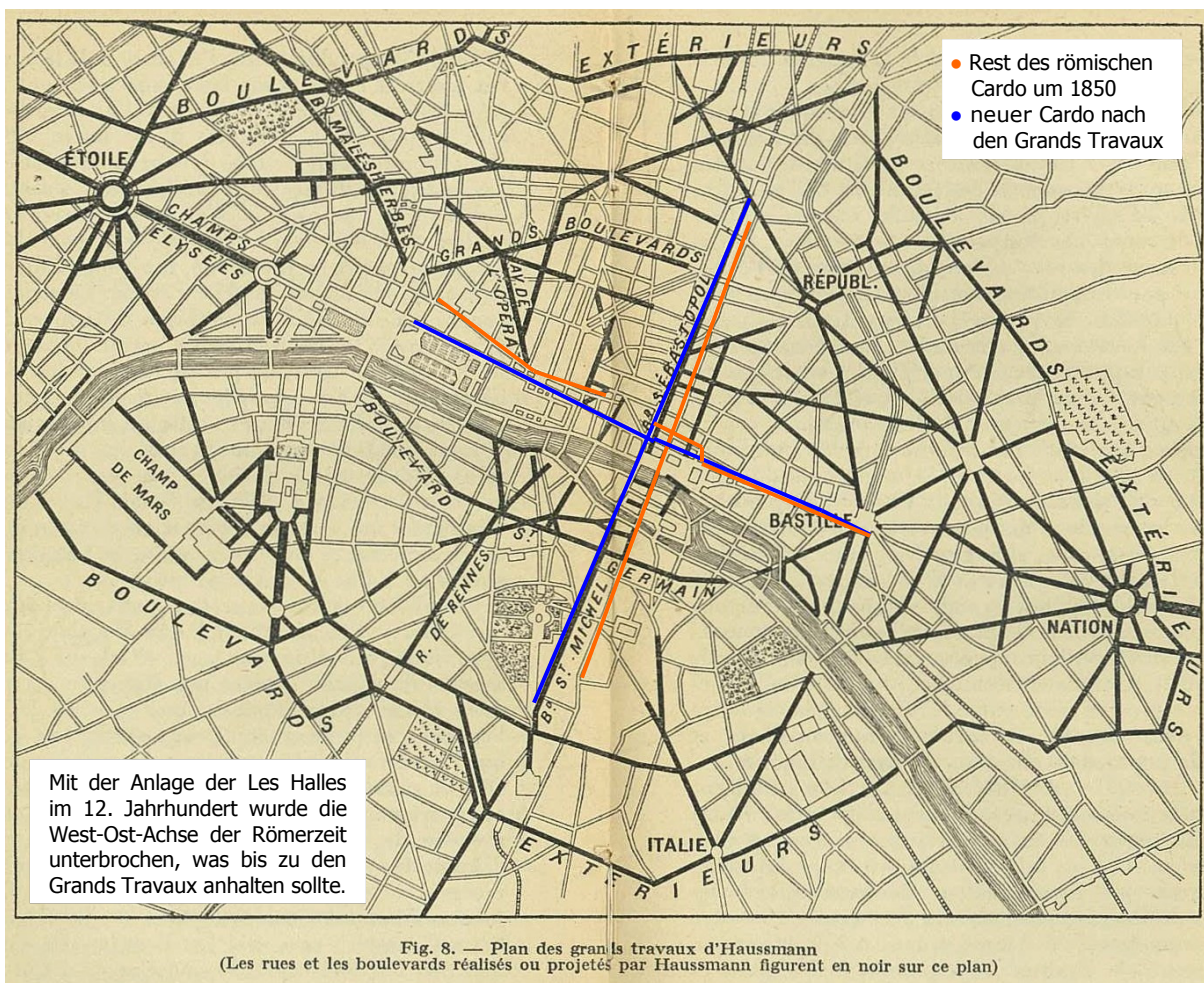 BOULEVARDS
EXTÉRIEURS
Rest des römischen
Cardo um 1850
neuer Cardo nach
den Grands Travaux
BOULEVARDS
BD MALESHERBES
ÉTOILE
CHAMPS
ELYSÉES
GRANDS BOULEVARDS
AV. DE
L'OPÉRA
BD SÉBASTOPOL
RÉPUBL.
BOULEVARDS
EXTÉRIEURS
CHAMP
DE MARS
BOULEVARD
ST GERMAIN
BASTILLE
R. DE RENNES
BD ST MICHEL
NATION
ITALIE
EXTÉRIEURS
Mit der Anlage der Les Halles
im 12. Jahrhundert wurde die
West-Ost-Achse der Römerzeit
unterbrochen, was bis zu den
Grands Travaux anhalten sollte.
Fig. 8. — Plan des grands travaux d'Haussmann
(Les rues et les boulevards réalisés ou projetés par Haussmann figurent en noir sur ce plan)